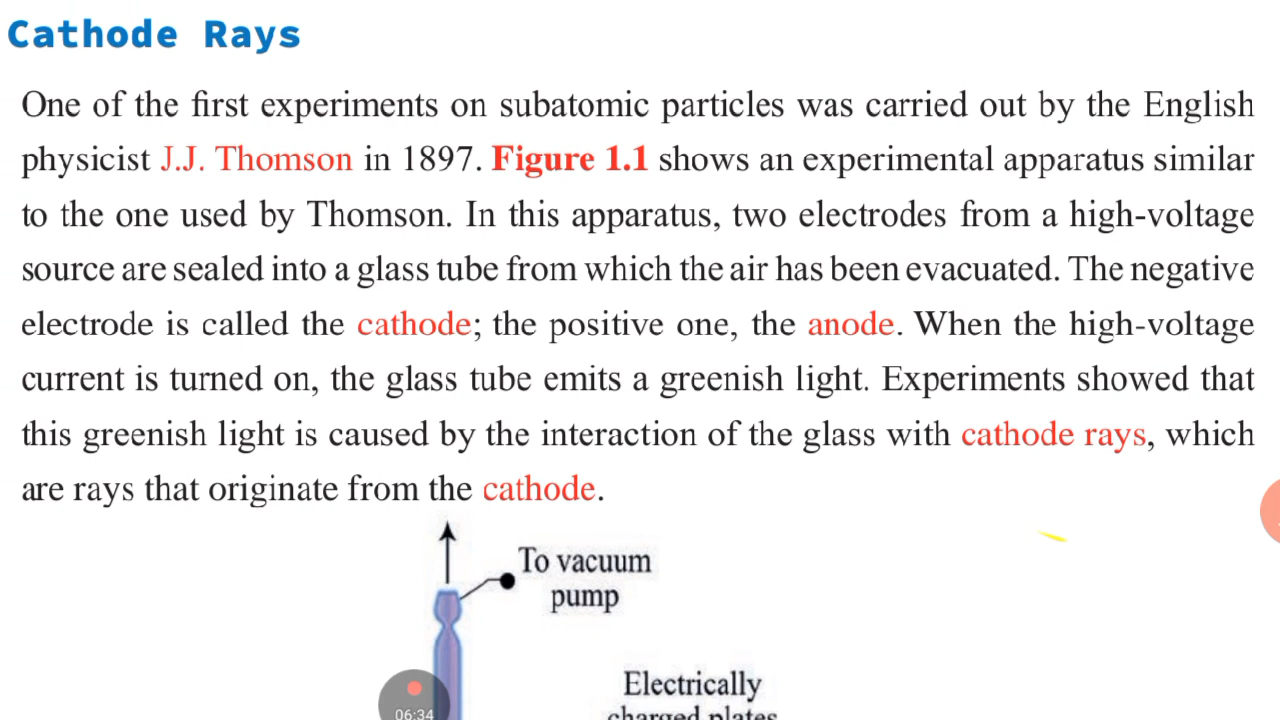 Cathode Rays
One of the first experiments on subatomic particles was carried out by the English
physicist J.J. Thomson in 1897. Figure 1.1 shows an experimental apparatus similar
to the one used by Thomson. In this apparatus, two electrodes from a high-voltage
source are sealed into a glass tube from which the air has been evacuated. The negative
electrode is called the cathode; the positive one, the anode. When the high-voltage
current is turned on, the glass tube emits a greenish light. Experiments showed that
this greenish light is caused by the interaction of the glass with cathode rays, which
are rays that originate from the cathode.
To vacuum
pump
Electrically
charged plates
06:34